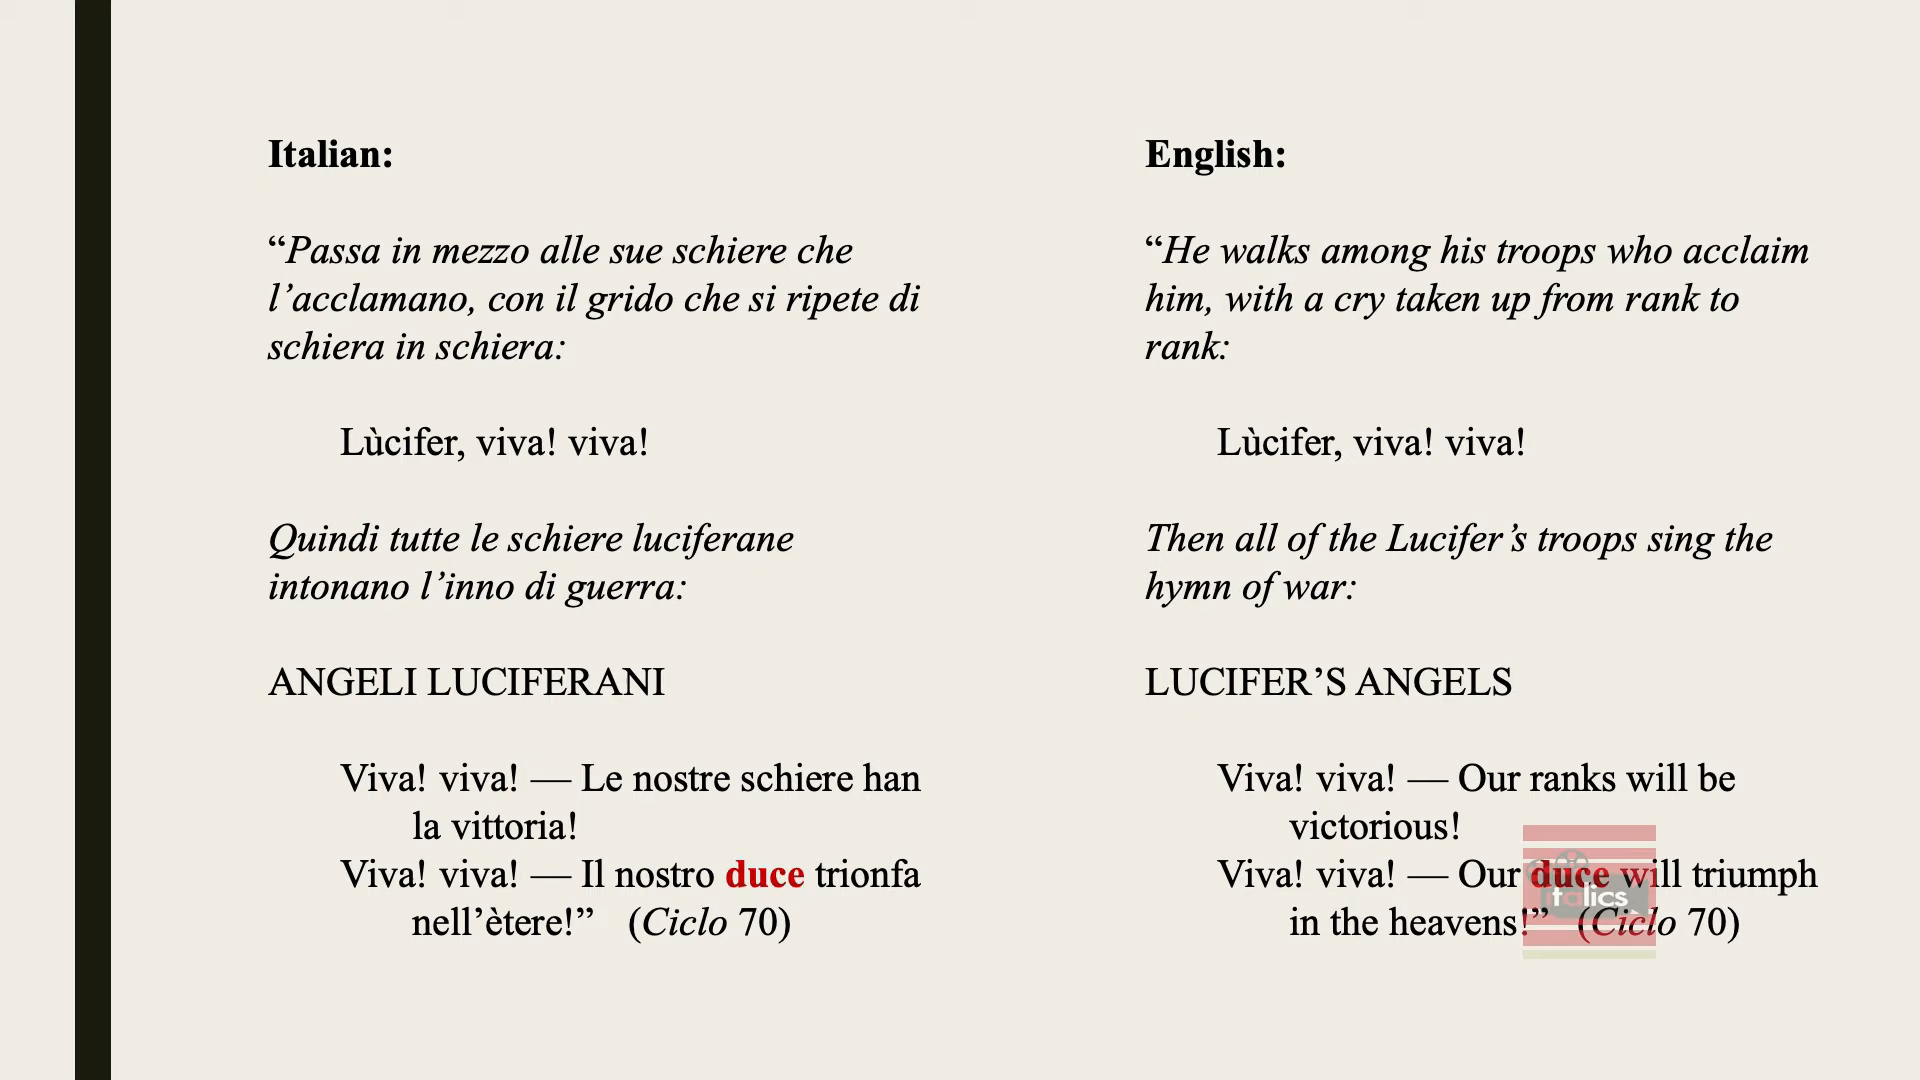 Italian:
“Passa in mezzo alle sue schiere che
l’acclamano, con il grido che si ripete di
schiera in schiera:
Lùcifer, viva! viva!
Quindi tutte le schiere luciferane
intonano l’inno di guerra:
ANGELI LUCIFERANI
Viva! viva! — Le nostre schiere han
la vittoria!
Viva! viva! — Il nostro duce trionfa
nell’ètere!” (Ciclo 70)
English:
“He walks among his troops who acclaim
him, with a cry taken up from rank to
rank:
Lùcifer, viva! viva!
Then all of the Lucifer’s troops sing the
hymn of war:
LUCIFER’S ANGELS
Viva! viva! — Our ranks will be
victorious!
Viva! viva! — Our duce will triumph
in the heavens!” (Ciclo 70)
italics